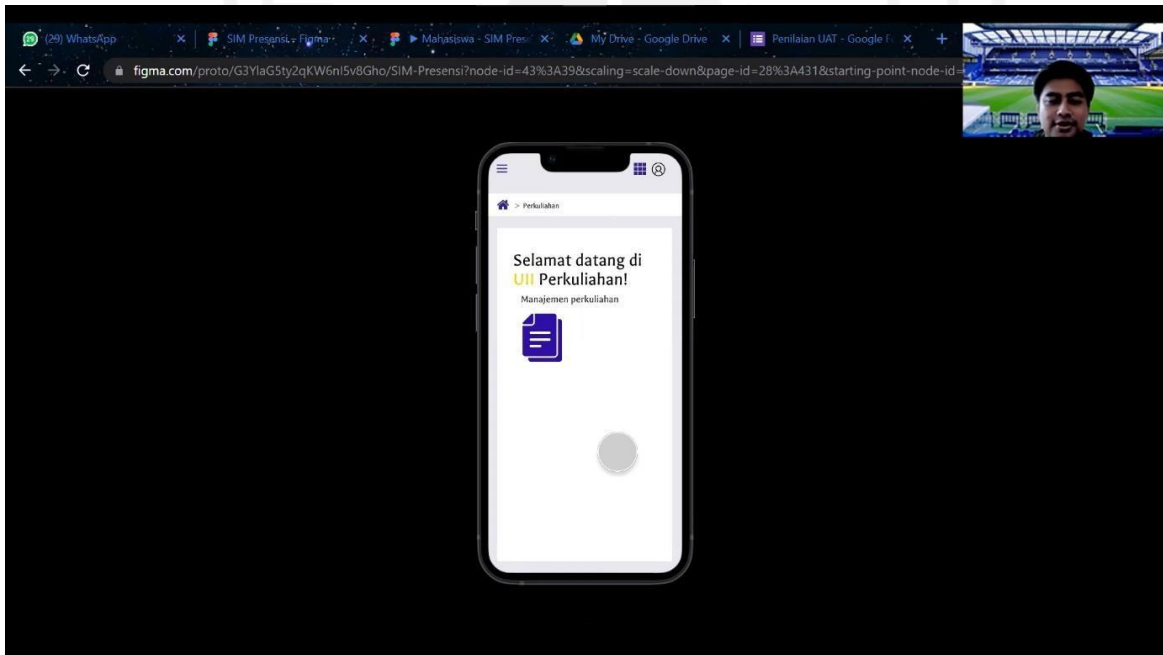 (29) WhatsApp
SIM Presensi - Figma
Mahasiswa - SIM Prese
My Drive - Google Drive
Penilaian UAT - Google F
figma.com/proto/G3YlaG5ty2qKW6nI5v8Gho/SIM-Presensi?node-id=43%3A39&scaling=scale-down&page-id=28%3A431&starting-point-node-id=
> Perkuliahan
Selamat datang di
UII Perkuliahan!
Manajemen perkuliahan